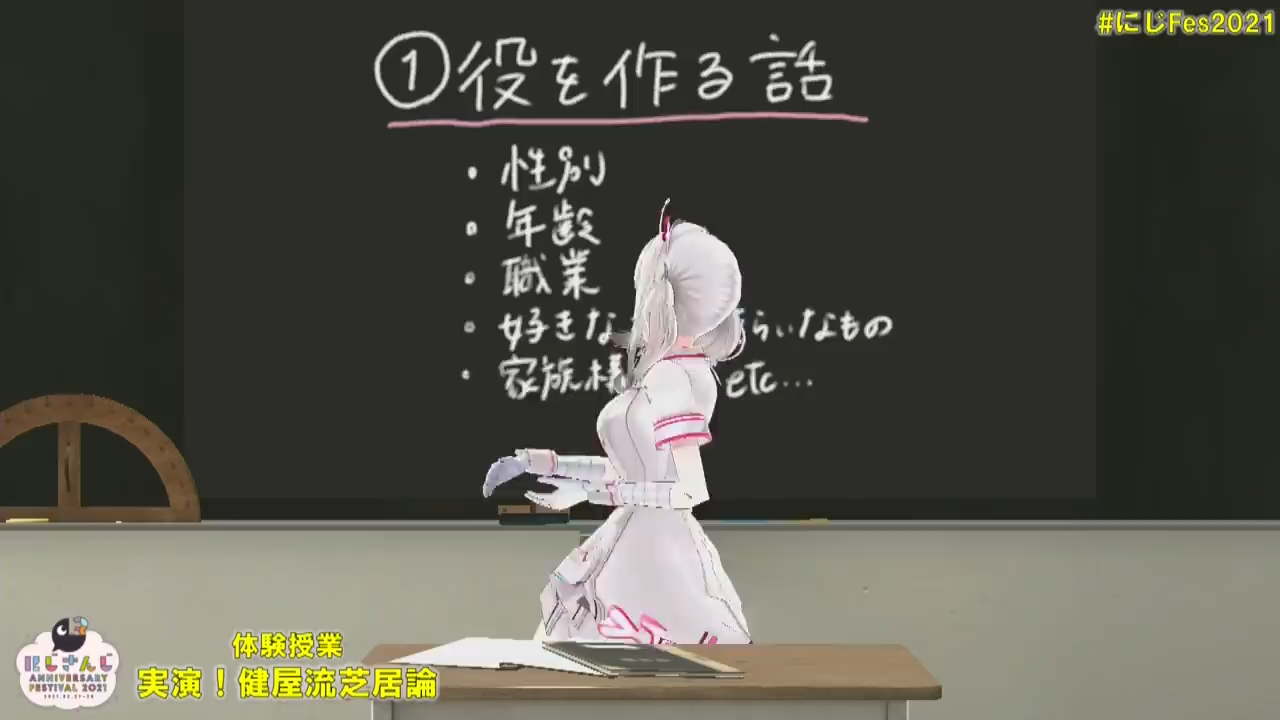 #にじFes2021
①役を作る話
・性別
・年齢
・職業
・好きな らいなもの
・家族様 etc…
体験授業
実演！健屋流芝居論
にじさんじ
ANNIVERSARY
FESTIVAL 2021